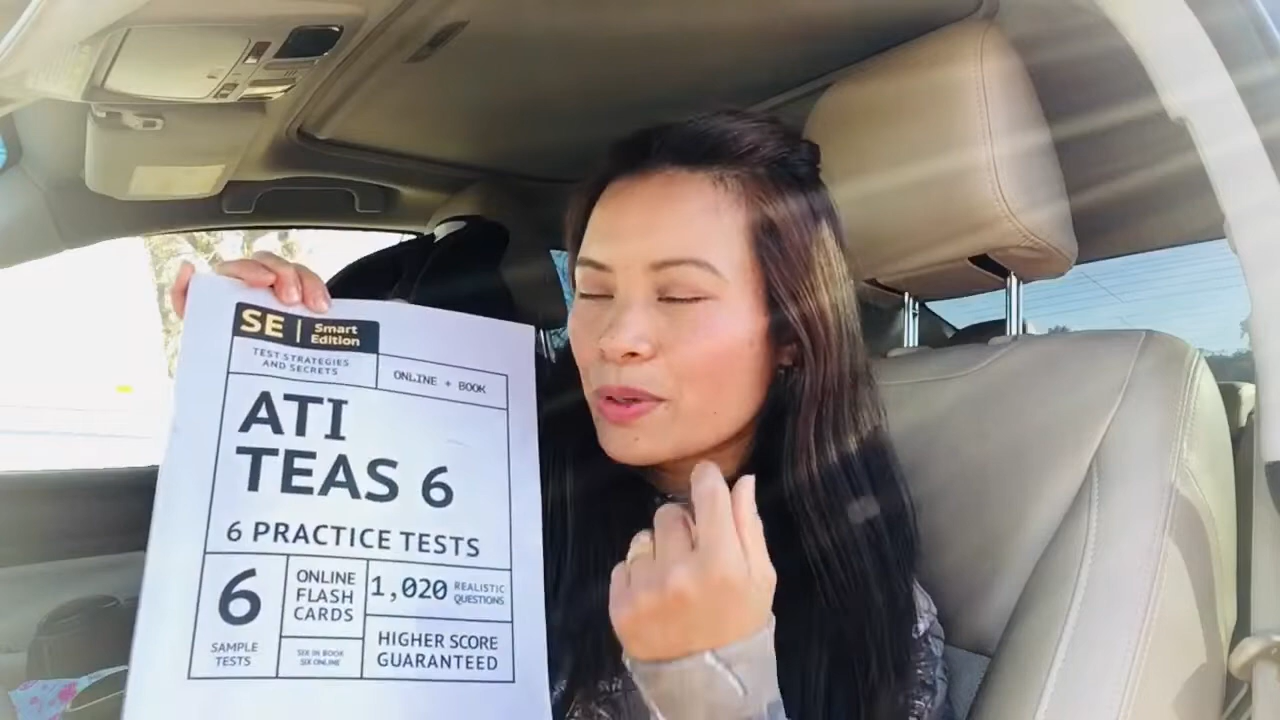 SE | Smart
Edition
TEST STRATEGIES
AND SECRETS
ONLINE + BOOK
ATI
TEAS 6
6 PRACTICE TESTS
6
SAMPLE
TESTS
ONLINE
FLASH
CARDS
SIX IN BOOK
SIX ONLINE
1,020 REALISTIC
QUESTIONS
HIGHER SCORE
GUARANTEED